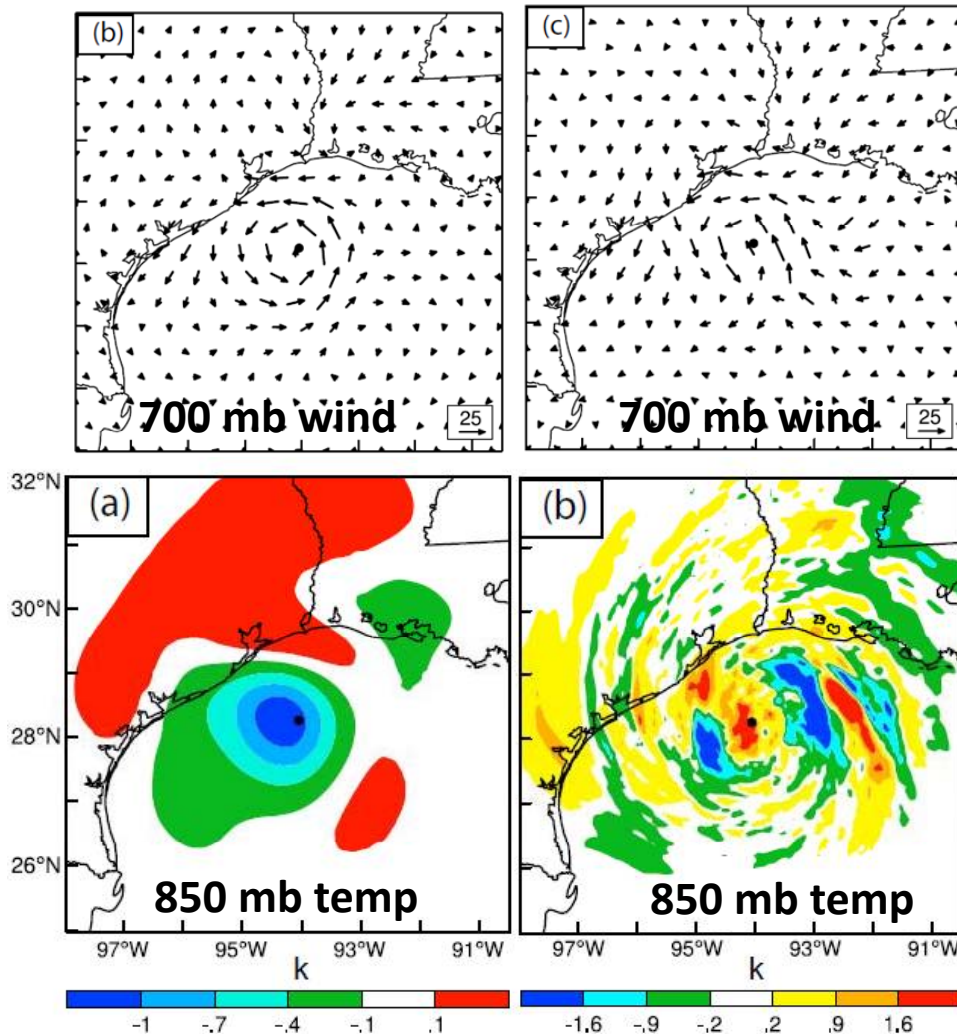 (b)
(c)
700 mb wind
25
700 mb wind
25
32°N
30°N
28°N
26°N
(a)
(b)
850 mb temp
850 mb temp
97°W 95°W 93°W 91°W
97°W 95°W 93°W 91°W
k
k
-1 -.7 -.4 -.1 .1
-1.6 -.9 -.2 .2 .9 1.6